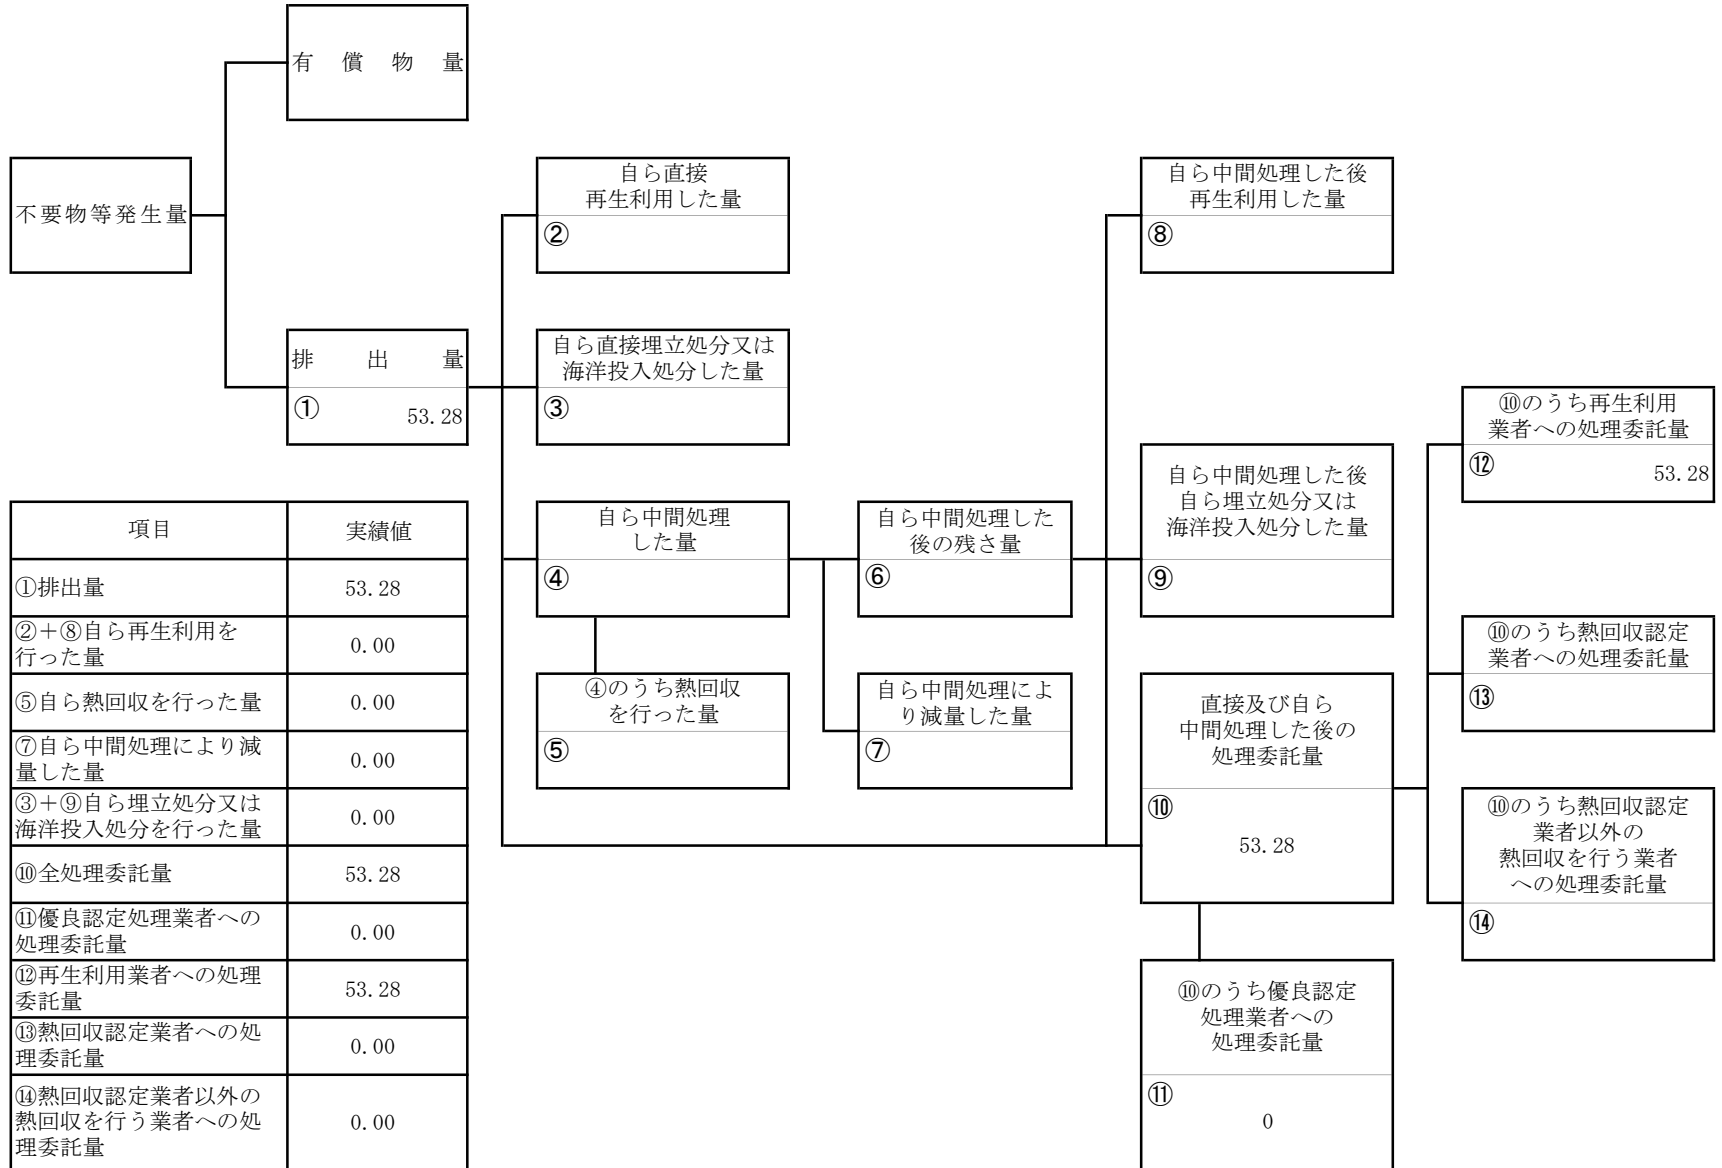 有償物量
不要物等発生量
自ら直接
再生利用した量
②
自ら中間処理した後
再生利用した量
⑧
排出量
① 53.28
自ら直接埋立処分又は
海洋投入処分した量
③
⑩のうち再生利用
業者への処理委託量
⑫ 53.28
自ら中間処理した後
自ら埋立処分又は
海洋投入処分した量
⑨
自ら中間処理
した量
④
自ら中間処理した
後の残さ量
⑥
⑩のうち熱回収認定
業者への処理委託量
⑬
④のうち熱回収
を行った量
⑤
自ら中間処理によ
り減量した量
⑦
直接及び自ら
中間処理した後の
処理委託量
⑩
53.28
⑩のうち熱回収認定
業者以外の
熱回収を行う業者
への処理委託量
⑭
⑩のうち優良認定
処理業者への
処理委託量
⑪
0
項目 実績値
①排出量 53.28
②+⑧自ら再生利用を
行った量 0.00
⑤自ら熱回収を行った量 0.00
⑦自ら中間処理により減
量した量 0.00
③+⑨自ら埋立処分又は
海洋投入処分を行った量 0.00
⑩全処理委託量 53.28
⑪優良認定処理業者への
処理委託量 0.00
⑫再生利用業者への処理
委託量 53.28
⑬熱回収認定業者への処
理委託量 0.00
⑭熱回収認定業者以外の
熱回収を行う業者への処
理委託量 0.00